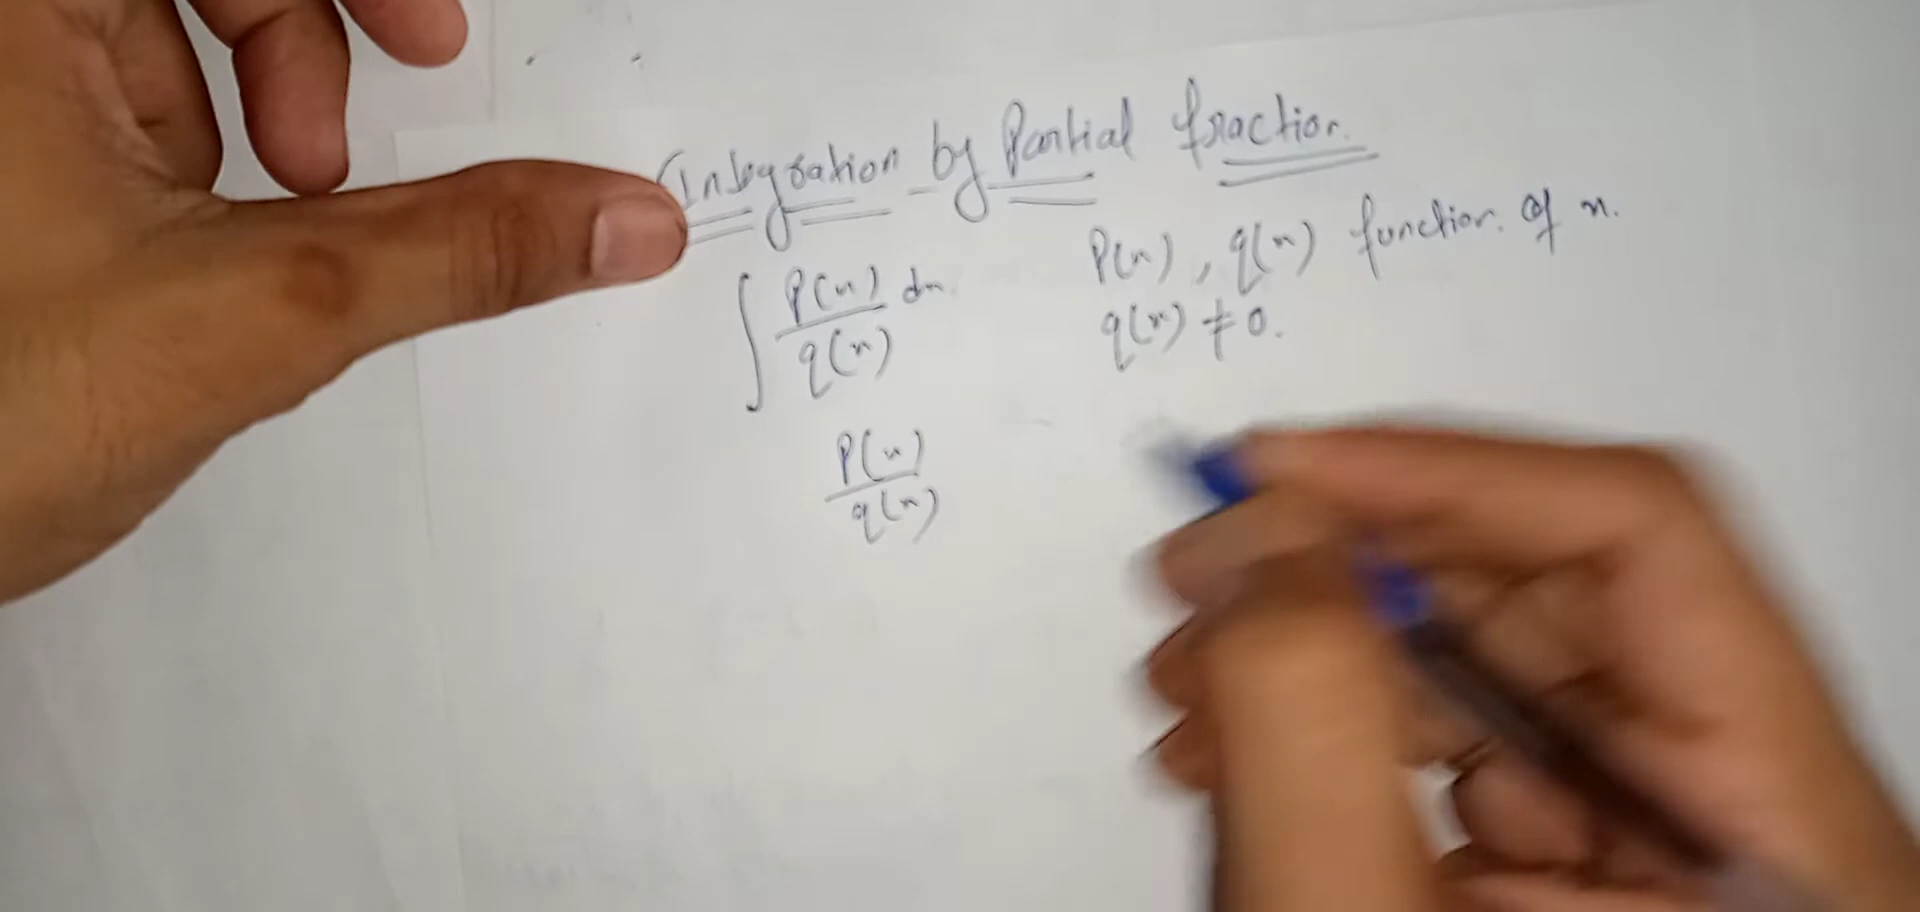 Integration by Partial fraction.
∫ P(x)/q(x) dx
P(x), q(x) function of x.
q(x) ≠ 0.
P(x)/q(x)